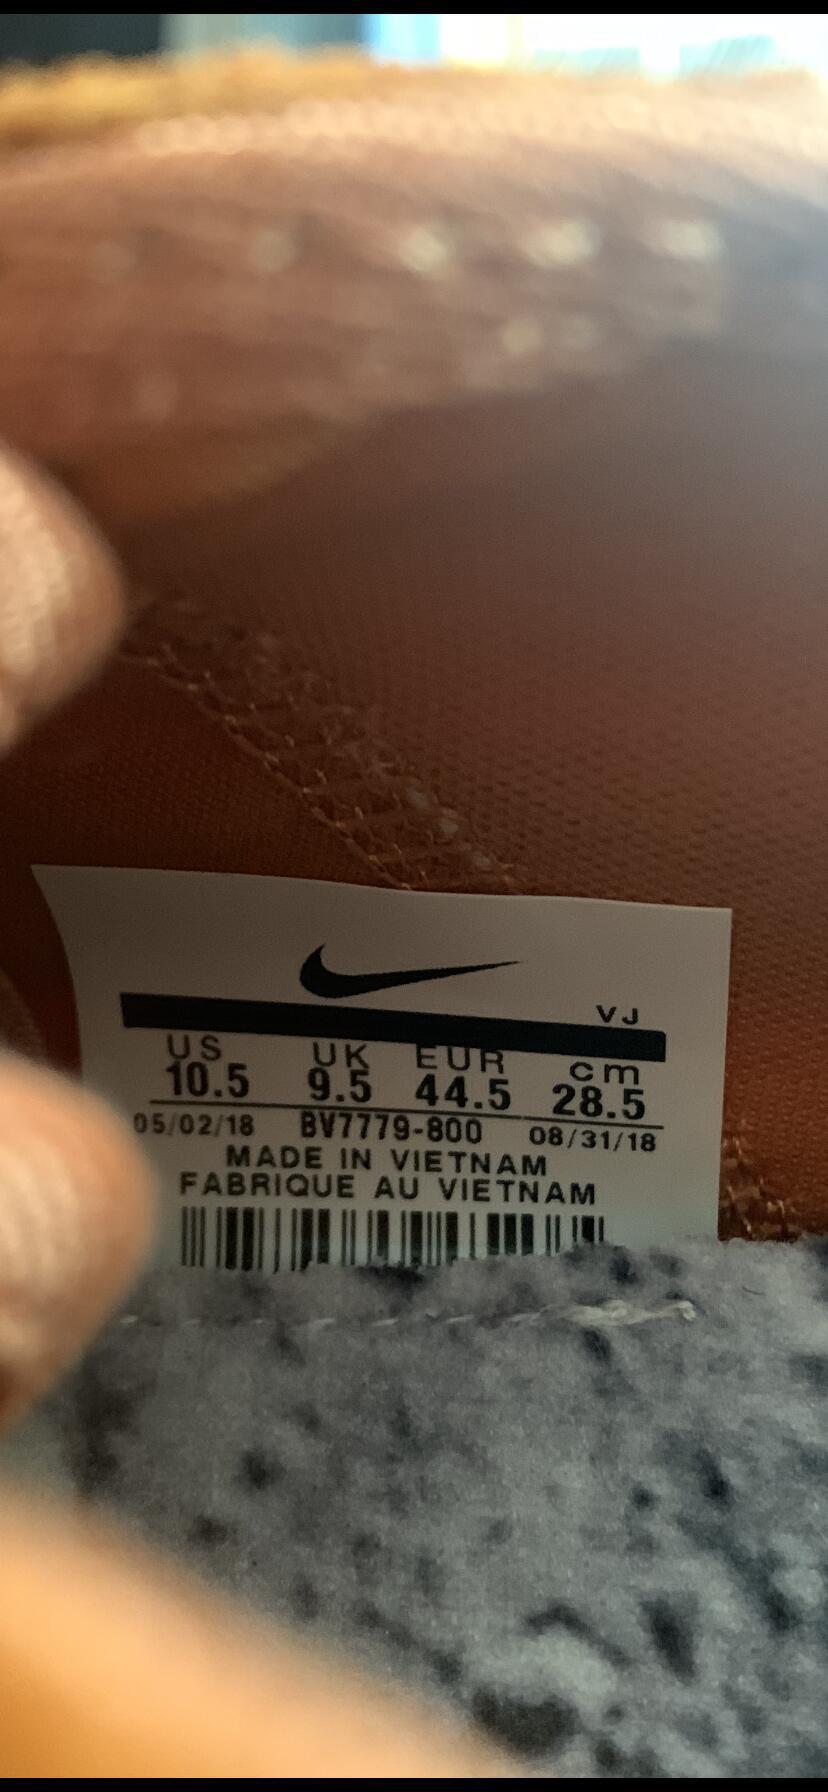 VJ
US UK EUR cm
10.5 9.5 44.5 28.5
05/02/18 BV7779-800 08/31/18
MADE IN VIETNAM
FABRIQUE AU VIETNAM